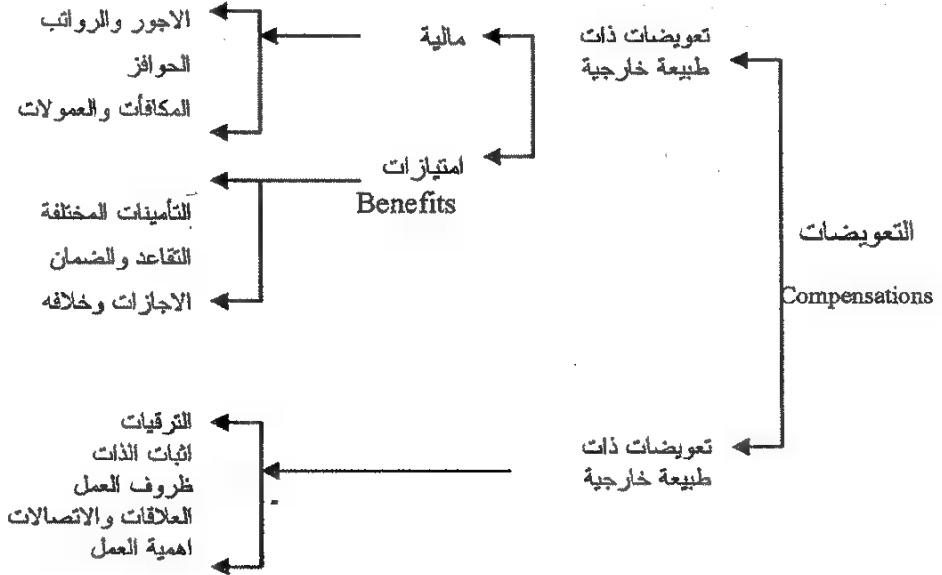 التعويضات
Compensations
تعويضات ذات
طبيعة خارجية
مالية
الاجور والرواتب
الحوافز
المكافأت والعمولات
امتيازات
Benefits
التأمينات المختلفة
التقاعد والضمان
الاجازات وخلافه
تعويضات ذات
طبيعة خارجية
الترقيات
اثبات الذات
ظروف العمل
العلاقات والاتصالات
اهمية العمل